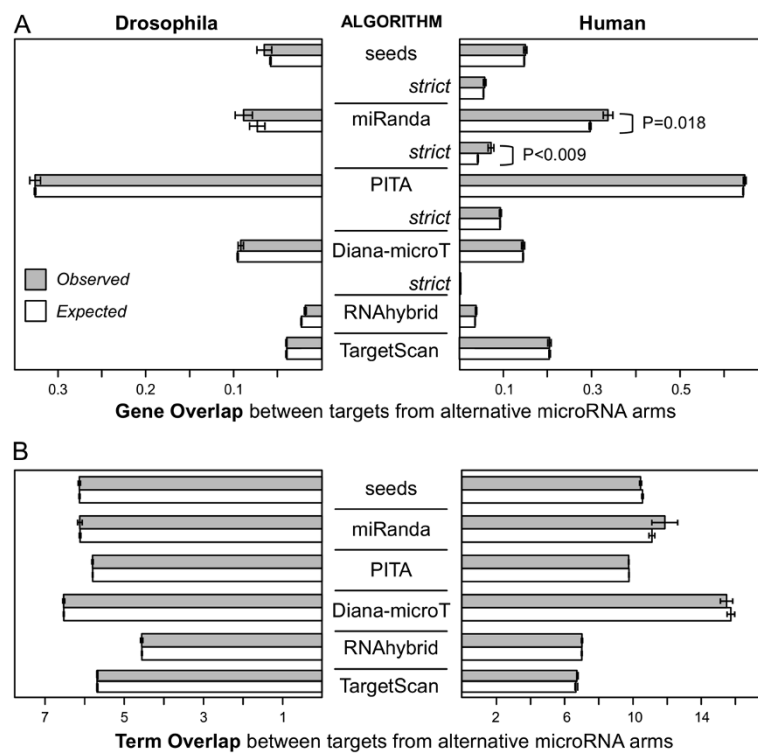 A
Drosophila ALGORITHM Human
seeds
strict
miRanda
P=0.018
strict
P<0.009
PITA
strict
Diana-microT
strict
Observed
Expected
RNAhybrid
TargetScan
0.3 0.2 0.1 0.1 0.3 0.5
Gene Overlap between targets from alternative microRNA arms
B
seeds
miRanda
PITA
Diana-microT
RNAhybrid
TargetScan
7 5 3 1 2 6 10 14
Term Overlap between targets from alternative microRNA arms